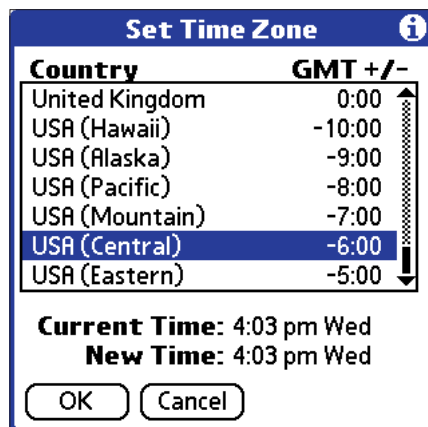 Set Time Zone i
Country GMT +/-
United Kingdom 0:00
USA (Hawaii) -10:00
USA (Alaska) -9:00
USA (Pacific) -8:00
USA (Mountain) -7:00
USA (Central) -6:00
USA (Eastern) -5:00
Current Time: 4:03 pm Wed
New Time: 4:03 pm Wed
OK Cancel